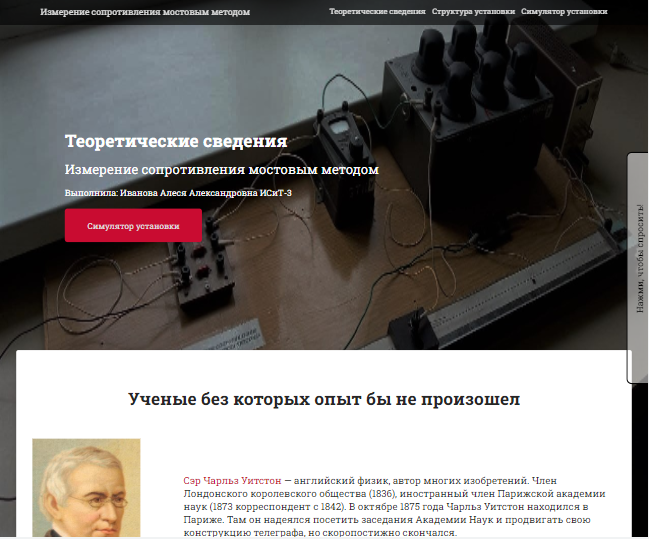 Измерение сопротивления мостовым методом
Теоретические сведения Структура установки Симулятор установки
Теоретические сведения
Измерение сопротивления мостовым методом
Выполнила: Иванова Алеся Александровна ИСиТ-3
Симулятор установки
Нажми, чтобы спросить!
Ученые без которых опыт бы не произошел
Сэр Чарльз Уитстон — английский физик, автор многих изобретений. Член
Лондонского королевского общества (1836), иностранный член Парижской академии
наук (1873 корреспондент с 1842). В октябре 1875 года Чарльз Уитстон находился в
Париже. Там он надеялся посетить заседания Академии Наук и продвигать свою
конструкцию телеграфа, но скоропостижно скончался.